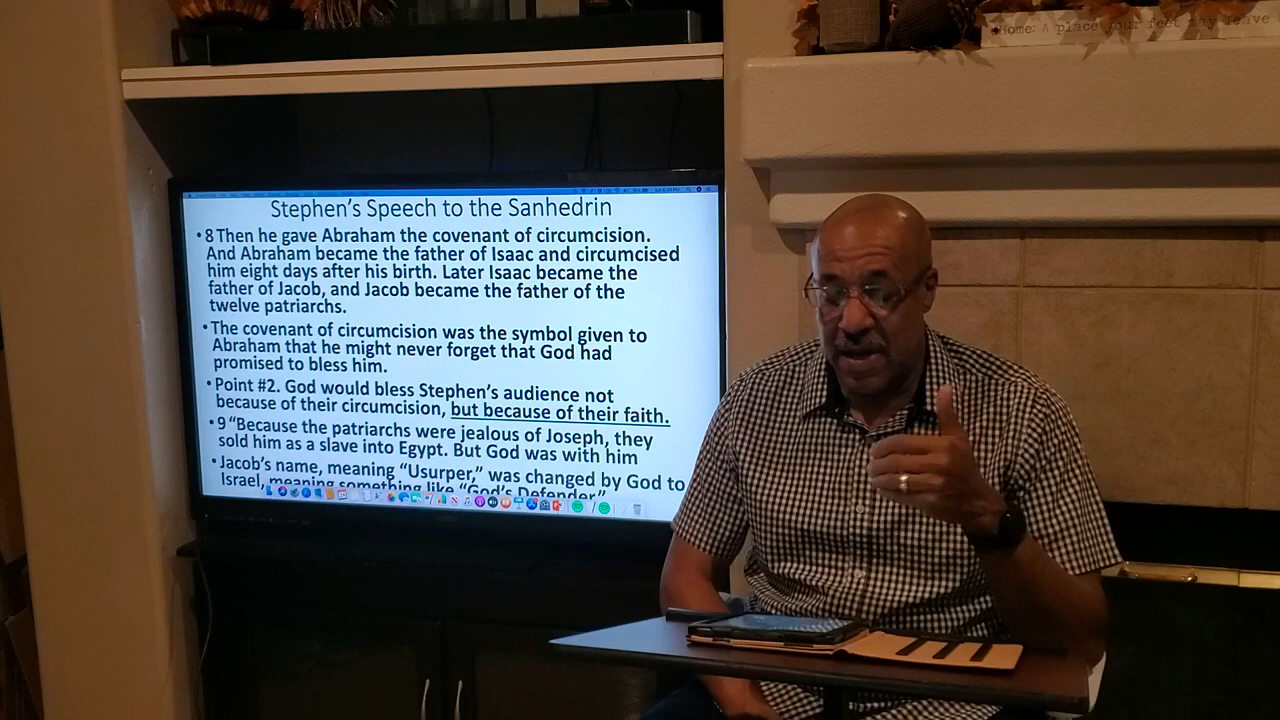 Home: A place your feet may leave
Stephen's Speech to the Sanhedrin
•8 Then he gave Abraham the covenant of circumcision.
And Abraham became the father of Isaac and circumcised
him eight days after his birth. Later Isaac became the
father of Jacob, and Jacob became the father of the
twelve patriarchs.
•The covenant of circumcision was the symbol given to
Abraham that he might never forget that God had
promised to bless him.
•Point #2. God would bless Stephen's audience not
because of their circumcision, but because of their faith.
•9 “Because the patriarchs were jealous of Joseph, they
sold him as a slave into Egypt. But God was with him
•Jacob's name, meaning “Usurper,” was changed by God to
Israel, meaning something like “God's Defender”